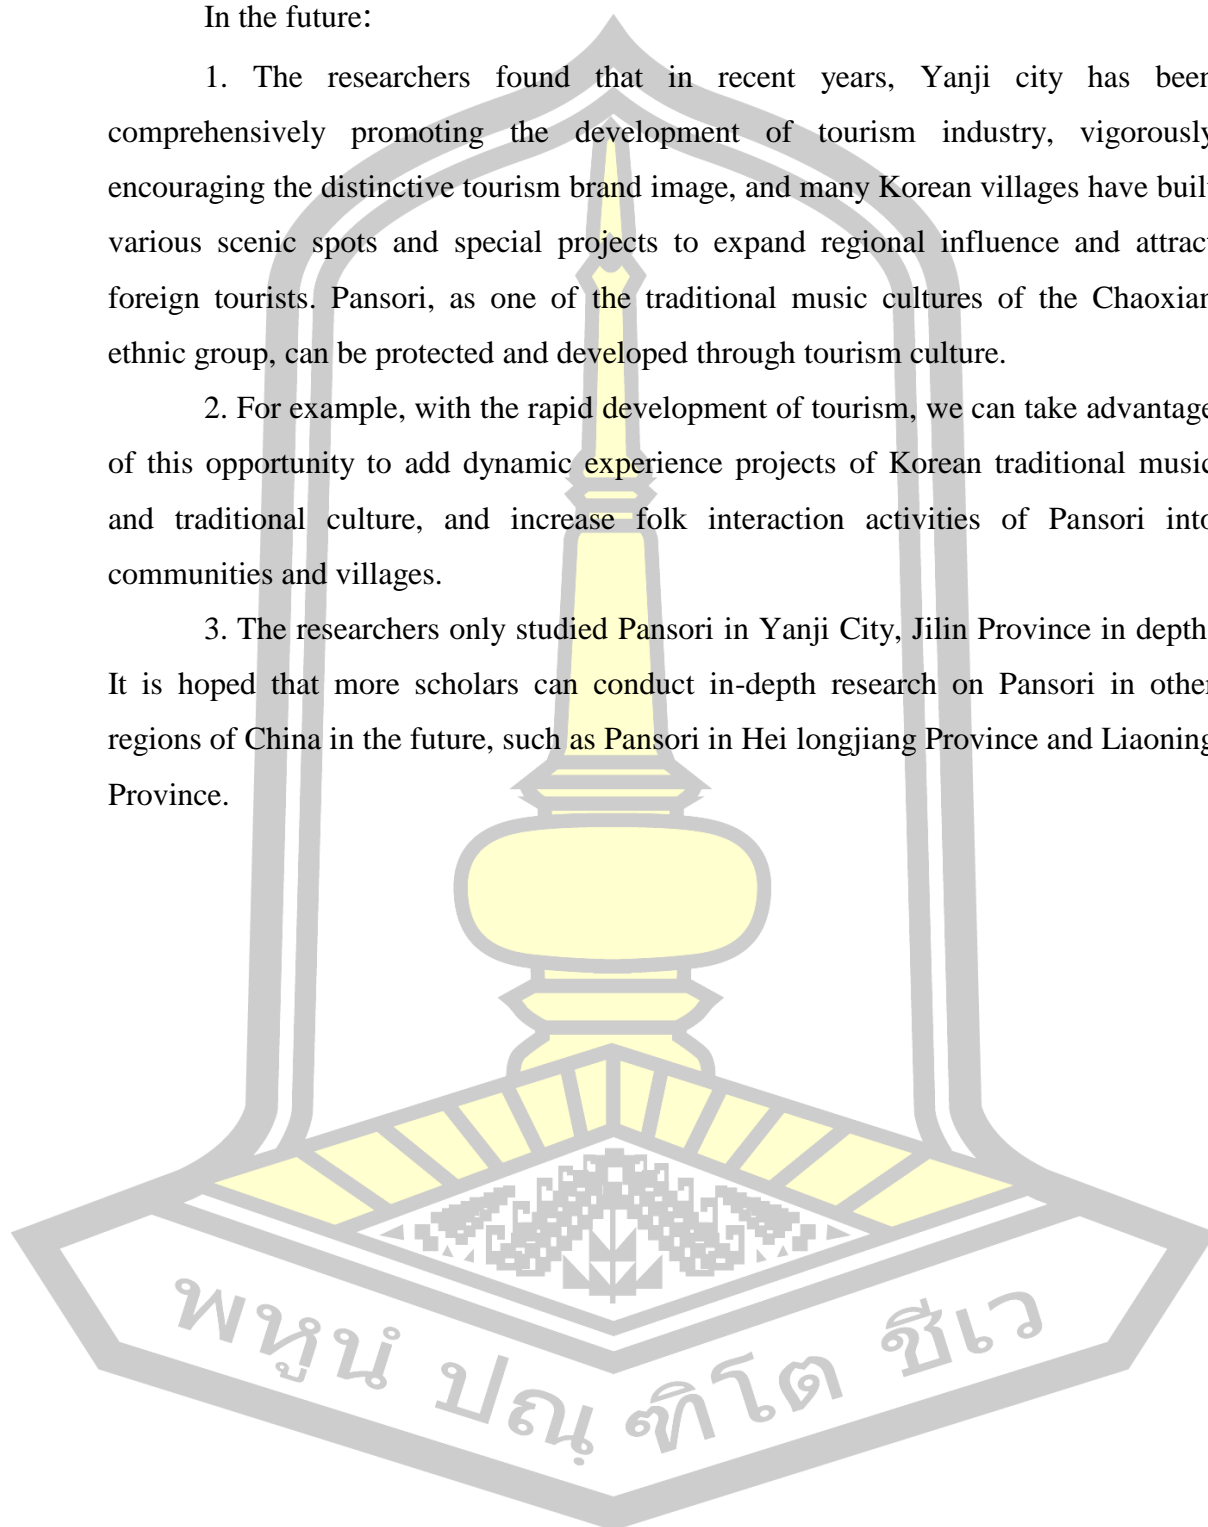 In the future:
1. The researchers found that in recent years, Yanji city has been
comprehensively promoting the development of tourism industry, vigorously
encouraging the distinctive tourism brand image, and many Korean villages have built
various scenic spots and special projects to expand regional influence and attract
foreign tourists. Pansori, as one of the traditional music cultures of the Chaoxian
ethnic group, can be protected and developed through tourism culture.
2. For example, with the rapid development of tourism, we can take advantage
of this opportunity to add dynamic experience projects of Korean traditional music
and traditional culture, and increase folk interaction activities of Pansori into
communities and villages.
3. The researchers only studied Pansori in Yanji City, Jilin Province in depth.
It is hoped that more scholars can conduct in-depth research on Pansori in other
regions of China in the future, such as Pansori in Hei longjiang Province and Liaoning
Province.
พหูนํ ปณฺฑิโต ชีเว